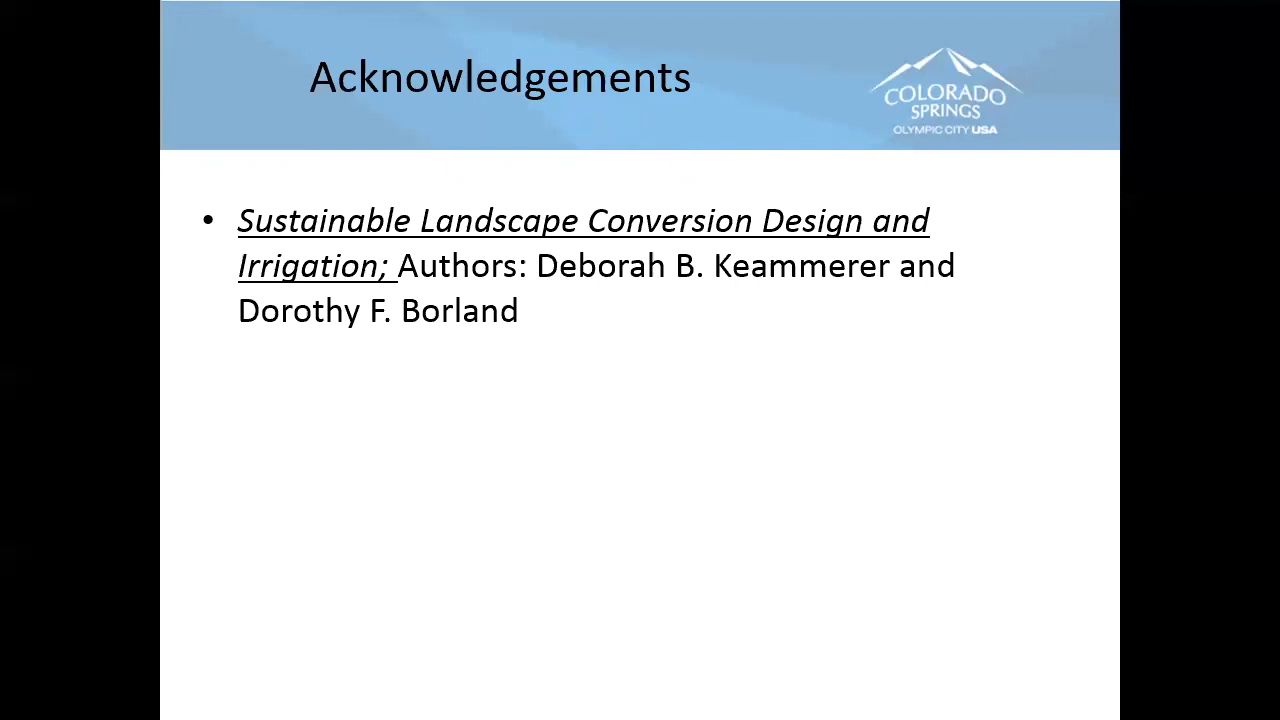 Acknowledgements
COLORADO
SPRINGS
OLYMPIC CITY USA
• Sustainable Landscape Conversion Design and
Irrigation; Authors: Deborah B. Keammerer and
Dorothy F. Borland